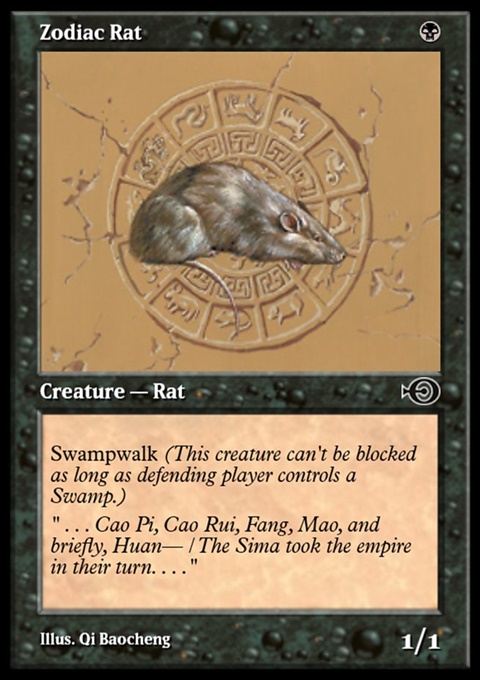 Zodiac Rat
Creature — Rat
Swampwalk (This creature can't be blocked
as long as defending player controls a
Swamp.)
" . . . Cao Pi, Cao Rui, Fang, Mao, and
briefly, Huan— / The Sima took the empire
in their turn. . . . "
Illus. Qi Baocheng
1/1